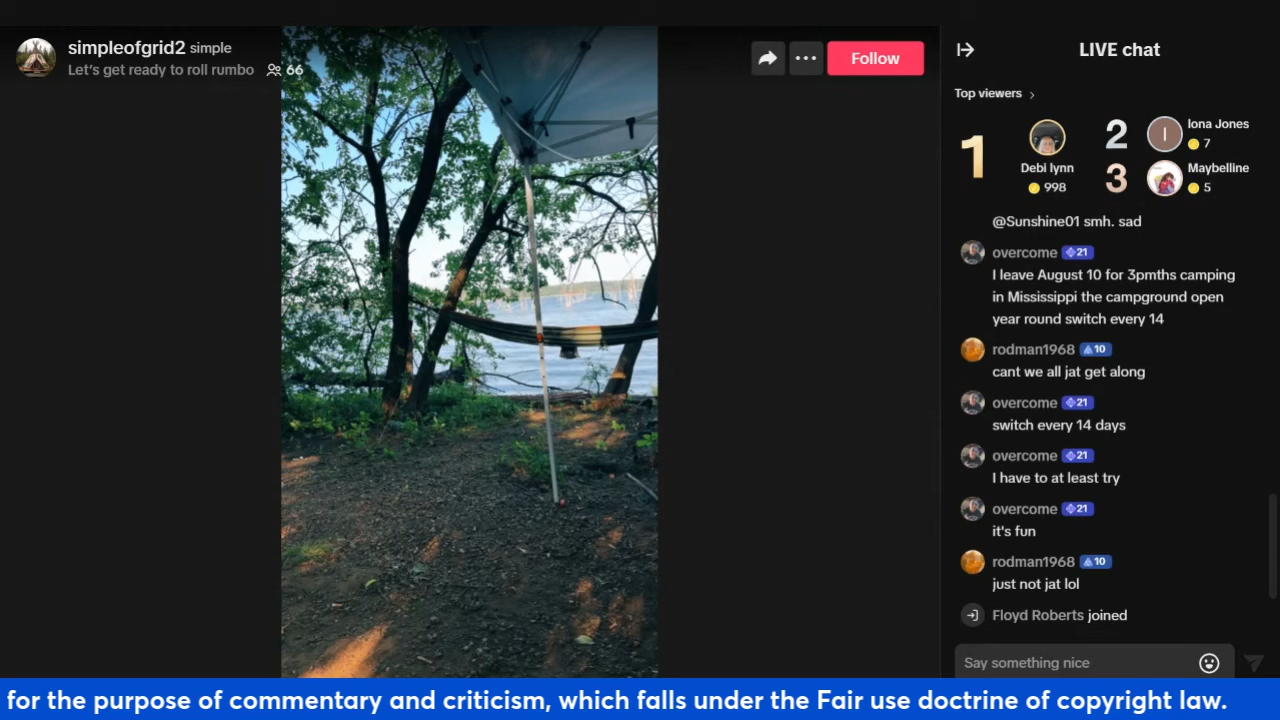 simpleofgrid2 simple
Let's get ready to roll rumbo 66
Follow
LIVE chat
Top viewers
1
Debi lynn
998
2
Iona Jones
I
7
3
Maybelline
5
@Sunshine01 smh. sad
overcome 21
I leave August 10 for 3pmths camping
in Mississippi the campground open
year round switch every 14
rodman1968 10
cant we all jat get along
overcome 21
switch every 14 days
overcome 21
I have to at least try
overcome 21
it's fun
rodman1968 10
just not jat lol
Floyd Roberts joined
Say something nice
for the purpose of commentary and criticism, which falls under the Fair use doctrine of copyright law.